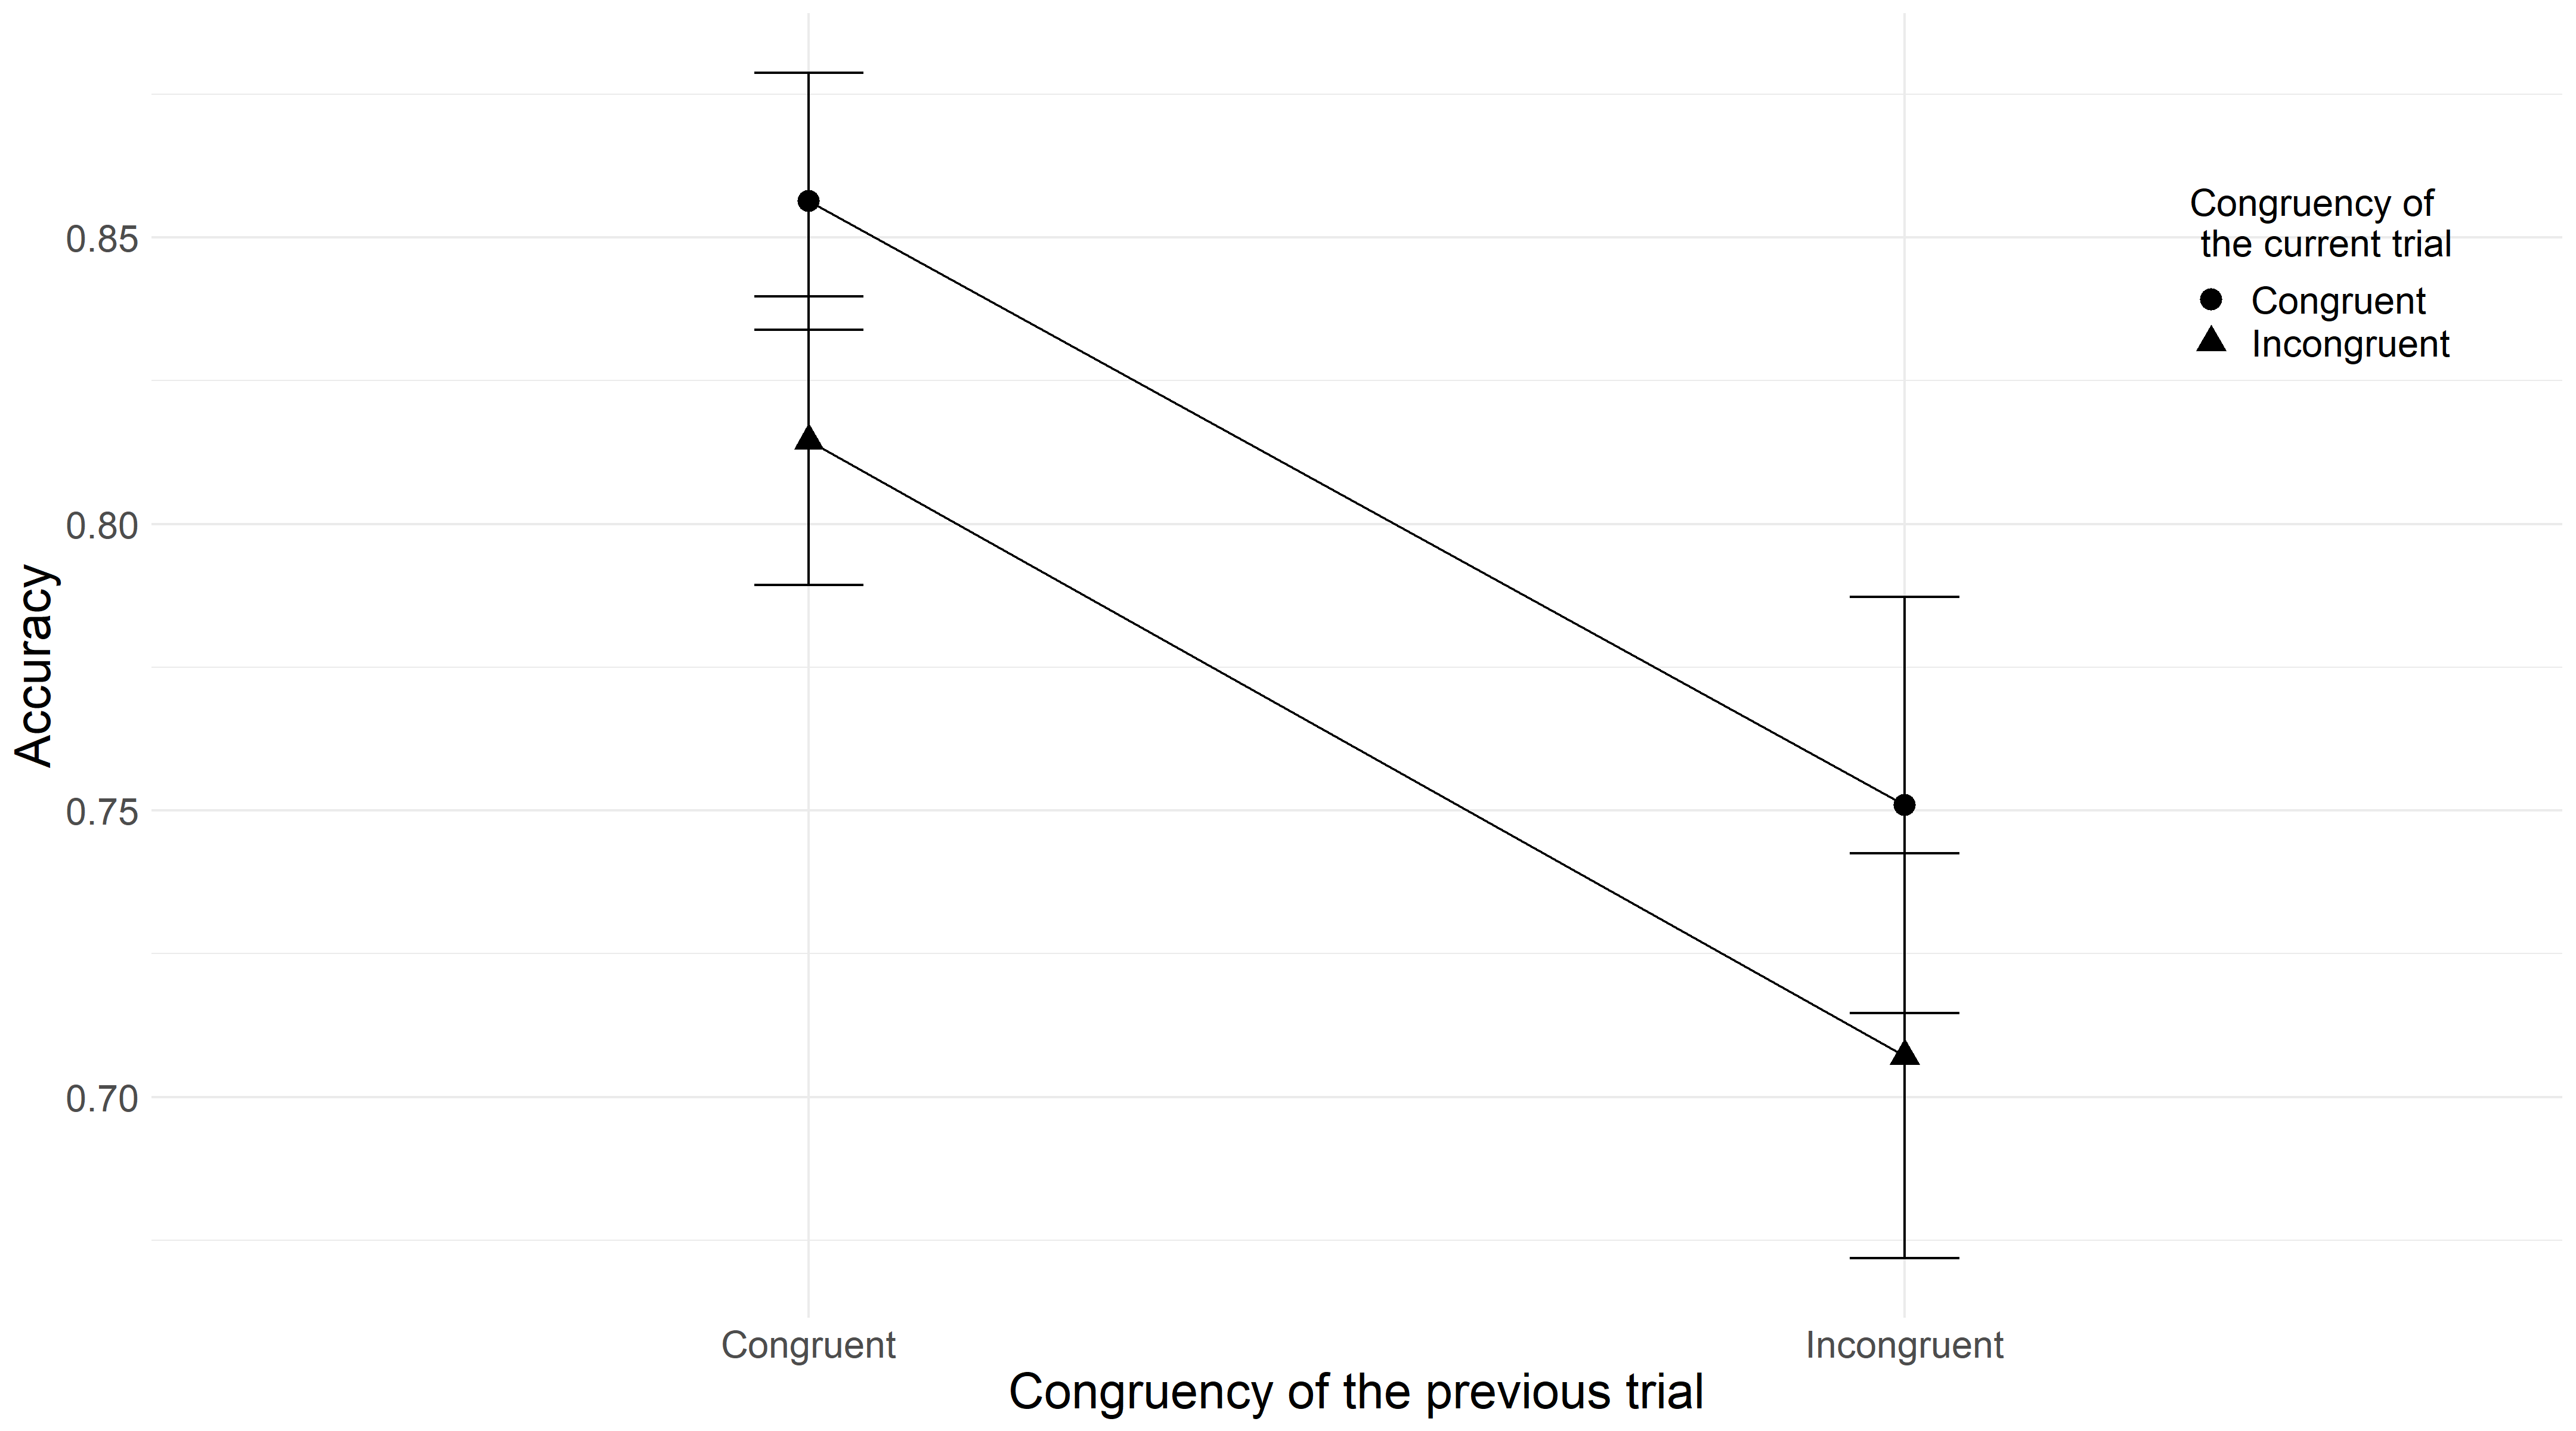 Congruency of
the current trial
Congruent
Incongruent
0.85
0.80
0.75
0.70
Accuracy
Congruent
Incongruent
Congruency of the previous trial